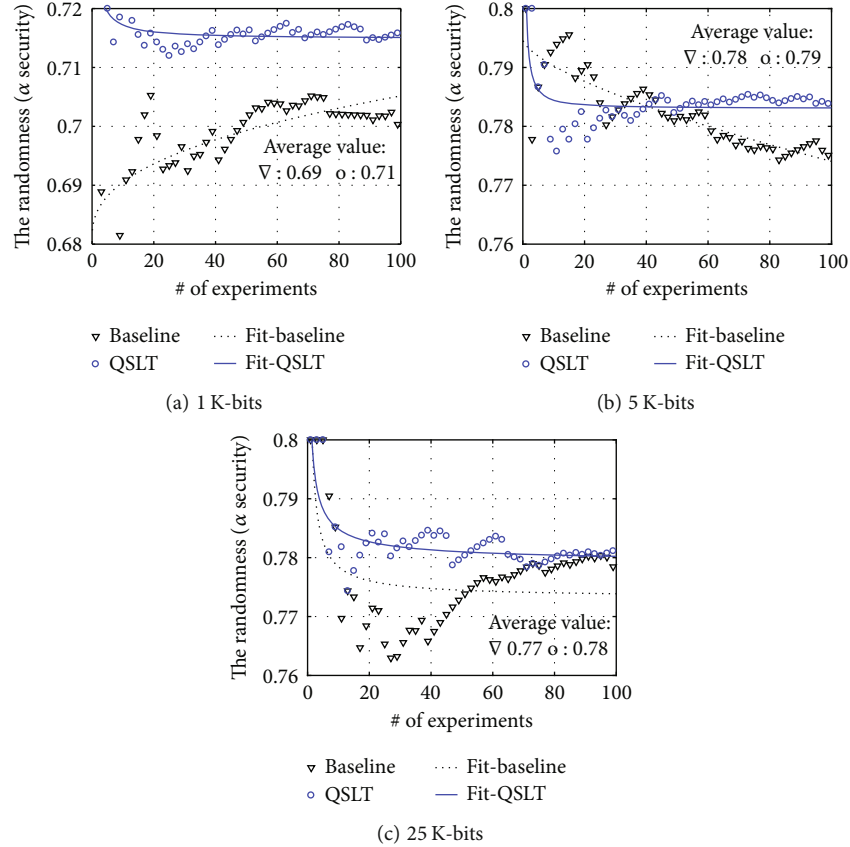 The randomness (α security)
0.72
0.71
0.7
0.69
0.68
Average value:
∇ : 0.69 o : 0.71
0 20 40 60 80 100
# of experiments
Baseline Fit-baseline
QSLT Fit-QSLT
(a) 1 K-bits
The randomness (α security)
0.8
0.79
0.78
0.77
0.76
Average value:
∇ : 0.78 o : 0.79
0 20 40 60 80 100
# of experiments
Baseline Fit-baseline
QSLT Fit-QSLT
(b) 5 K-bits
The randomness (α security)
0.8
0.79
0.78
0.77
0.76
Average value:
∇ 0.77 o : 0.78
0 20 40 60 80 100
# of experiments
Baseline Fit-baseline
QSLT Fit-QSLT
(c) 25 K-bits